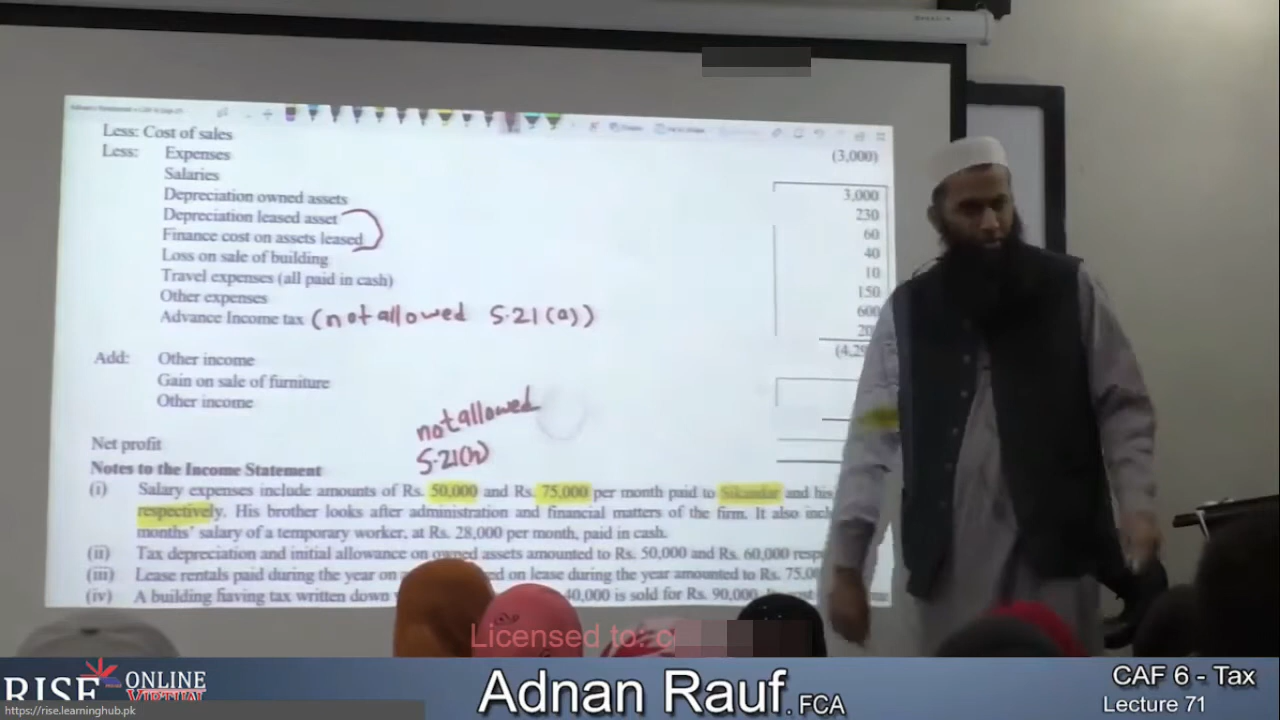 Less: Cost of sales
(3,000)
Less: Expenses
Salaries 3,000
Depreciation owned assets 230
Depreciation leased asset 60
Finance cost on assets leased 40
Loss on sale of building 10
Travel expenses (all paid in cash) 150
Other expenses 600
Advance Income tax (not allowed S.21(a))
Add: Other income
Gain on sale of furniture
Other income
not allowed
S.21(h)
Net profit
Notes to the Income Statement
(i) Salary expenses include amounts of Rs. 50,000 and Rs. 75,000 per month paid to Sikandar and his
respectively. His brother looks after administration and financial matters of the firm. It also
months' salary of a temporary worker, at Rs. 28,000 per month, paid in cash.
(ii) Tax depreciation and initial allowance on owned assets amounted to Rs. 50,000 and Rs. 60,000
(iii) Lease rentals paid during the year on on lease during the year amounted to Rs.
(iv) A building having tax written down 40,000 is sold for Rs. 90,000.
Licensed to:
RISE ONLINE
VIRTUAL
https://rise.learninghub.pk
Adnan Rauf. FCA
CAF 6 - Tax
Lecture 71